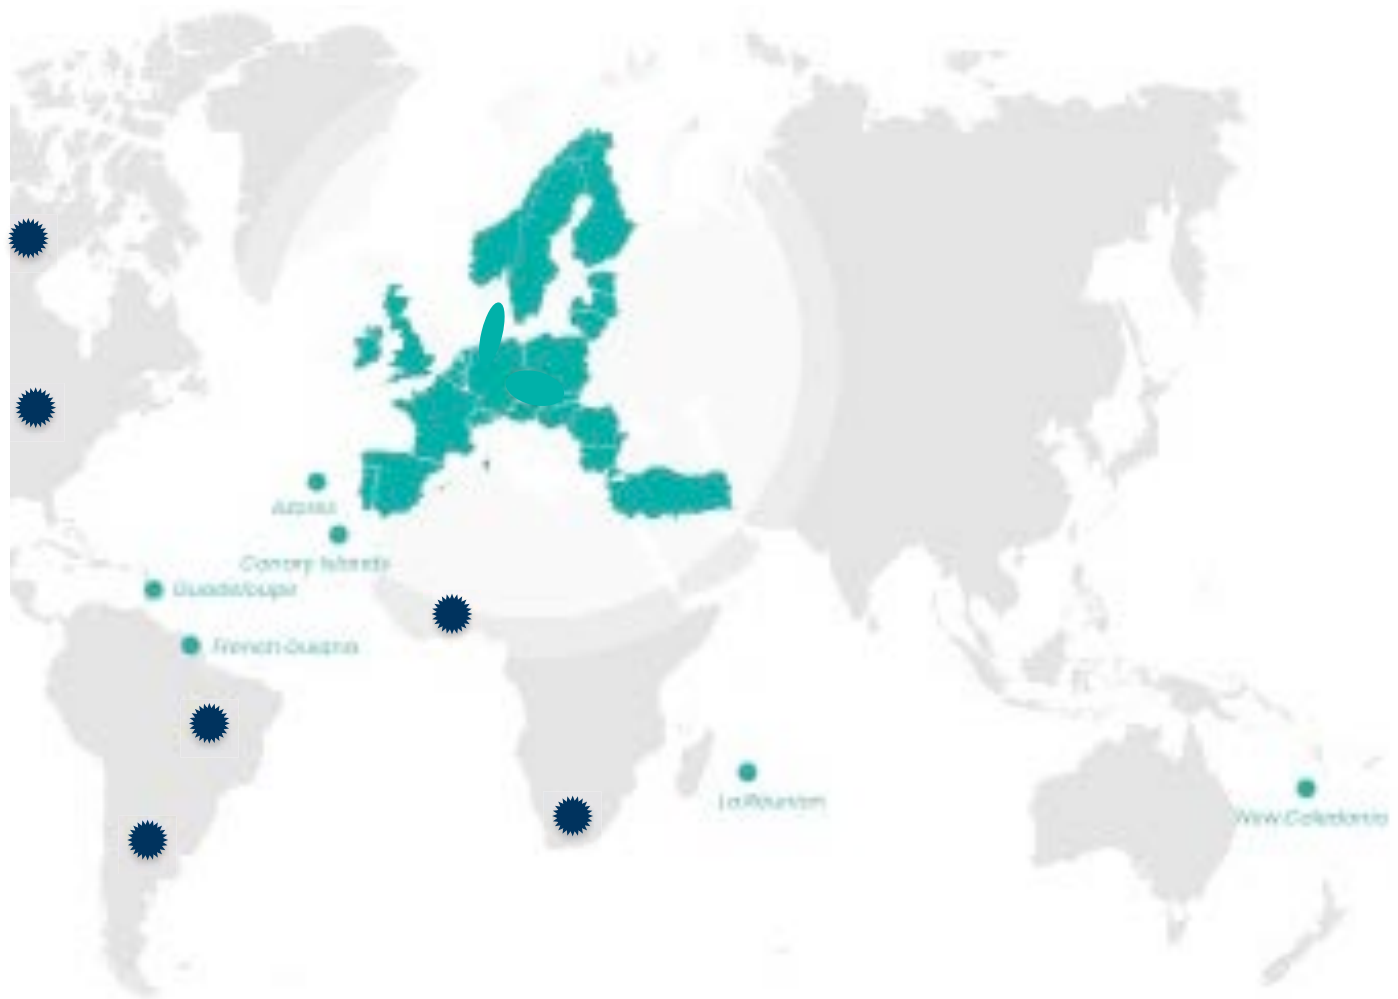 Azores
Canary Islands
Guadeloupe
French Guiana
La Réunion
New Caledonia